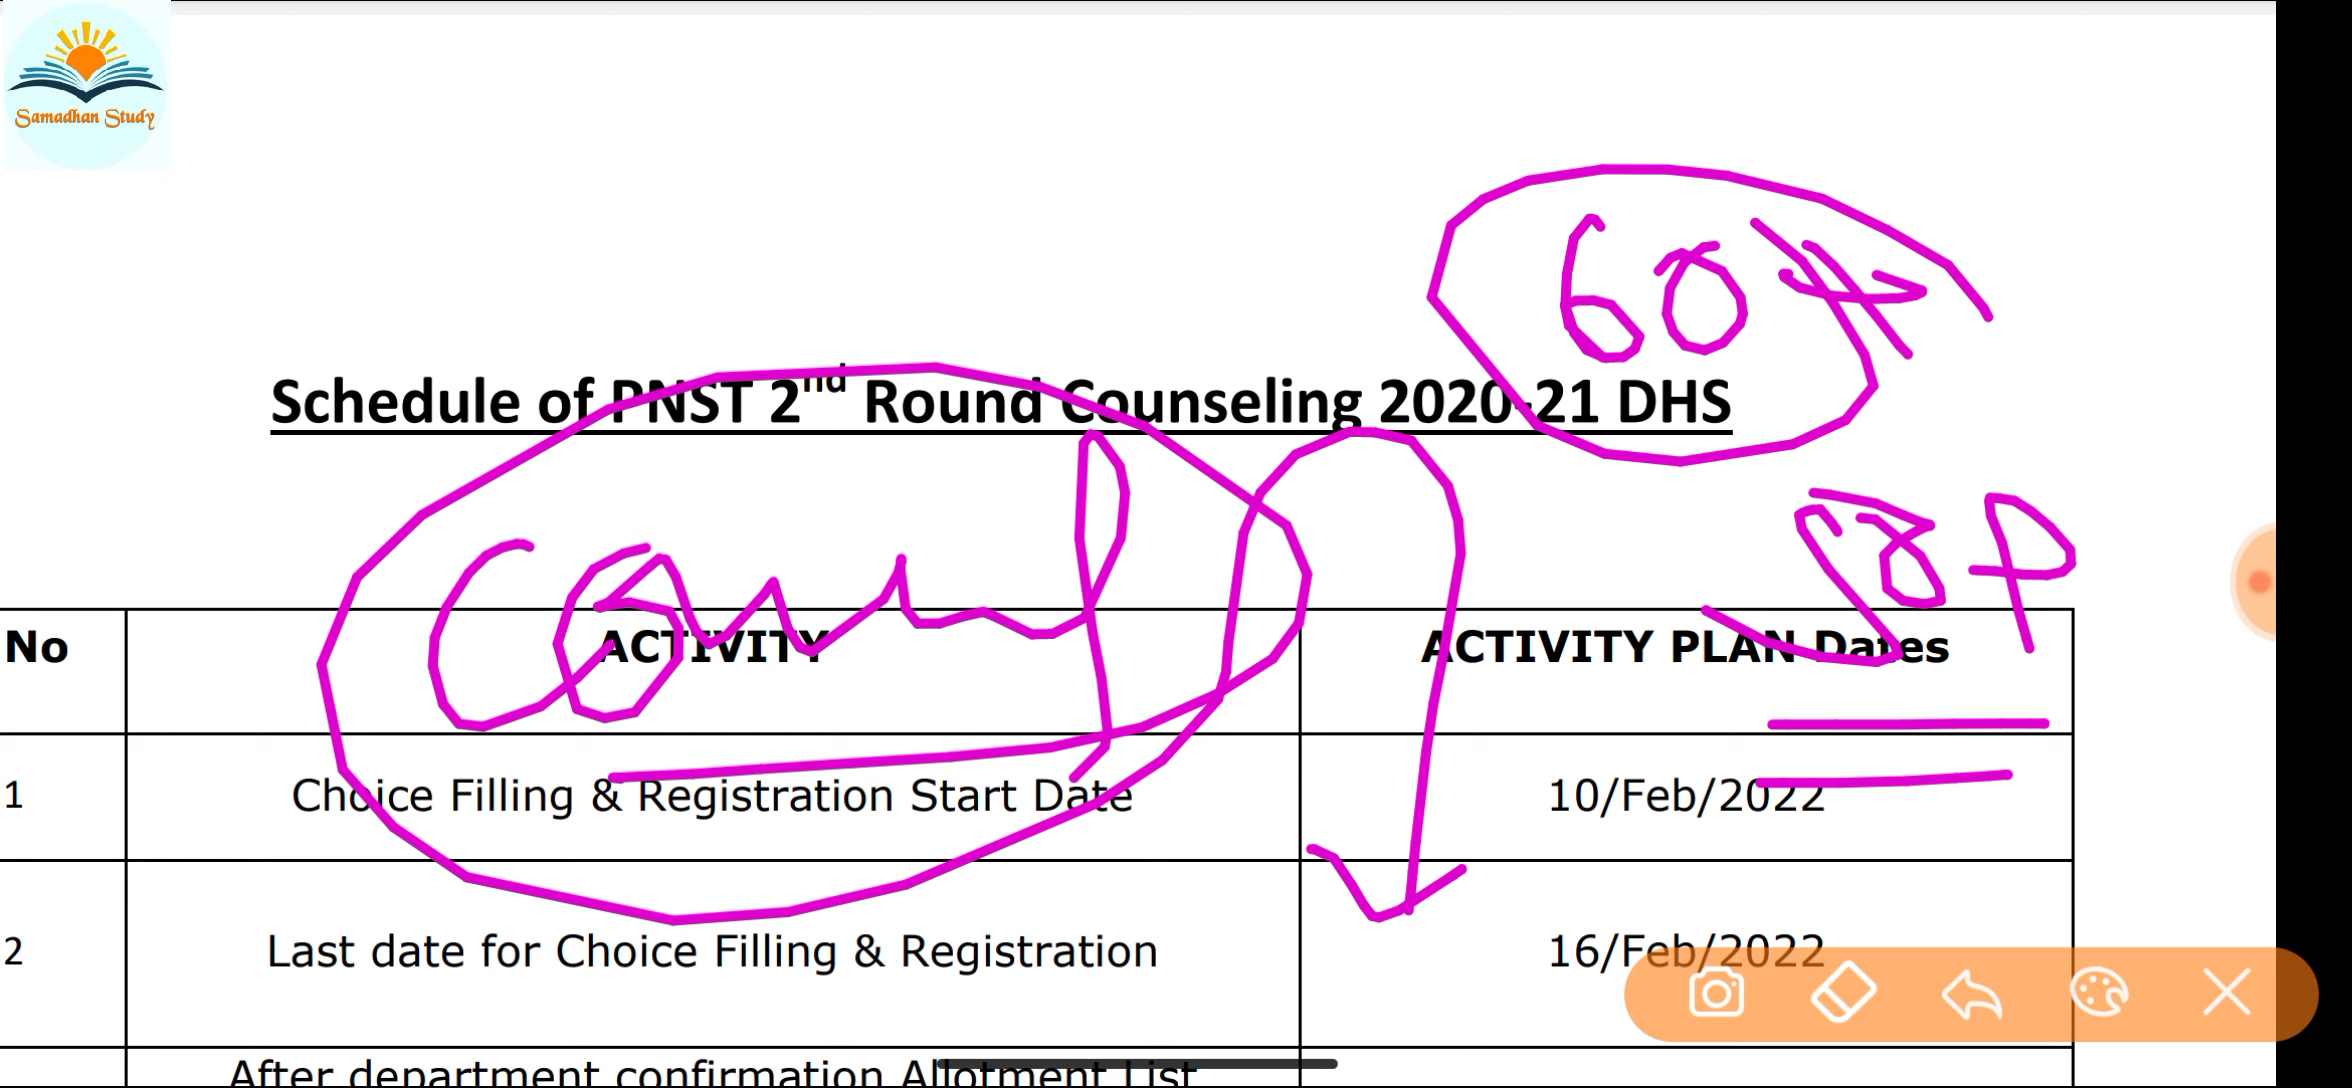 Samadhan Study
60
Schedule of PNST 2nd Round Counseling 2020-21 DHS
No ACTIVITY ACTIVITY PLAN Dates
1 Choice Filling & Registration Start Date 10/Feb/2022
2 Last date for Choice Filling & Registration 16/Feb/2022
After department confirmation Allotment List